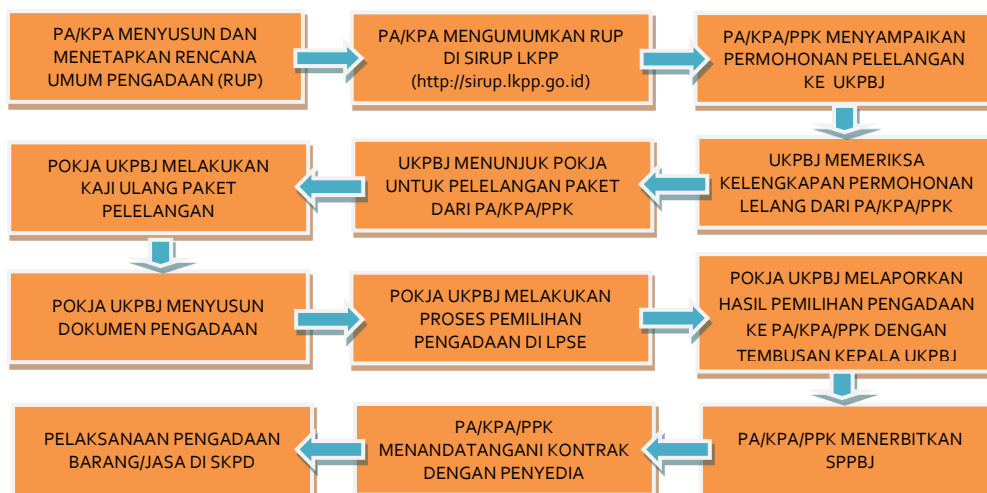 PA/KPA MENYUSUN DAN
MENETAPKAN RENCANA
UMUM PENGADAAN (RUP)
PA/KPA MENGUMUMKAN RUP
DI SIRUP LKPP
(http://sirup.lkpp.go.id)
PA/KPA/PPK MENYAMPAIKAN
PERMOHONAN PELELANGAN
KE UKPBJ
UKPBJ MEMERIKSA
KELENGKAPAN PERMOHONAN
LELANG DARI PA/KPA/PPK
UKPBJ MENUNJUK POKJA
UNTUK PELELANGAN PAKET
DARI PA/KPA/PPK
POKJA UKPBJ MELAKUKAN
KAJI ULANG PAKET
PELELANGAN
POKJA UKPBJ MENYUSUN
DOKUMEN PENGADAAN
POKJA UKPBJ MELAKUKAN
PROSES PEMILIHAN
PENGADAAN DI LPSE
POKJA UKPBJ MELAPORKAN
HASIL PEMILIHAN PENGADAAN
KE PA/KPA/PPK DENGAN
TEMBUSAN KEPALA UKPBJ
PA/KPA/PPK MENERBITKAN
SPPBJ
PA/KPA/PPK
MENANDATANGANI KONTRAK
DENGAN PENYEDIA
PELAKSANAAN PENGADAAN
BARANG/JASA DI SKPD